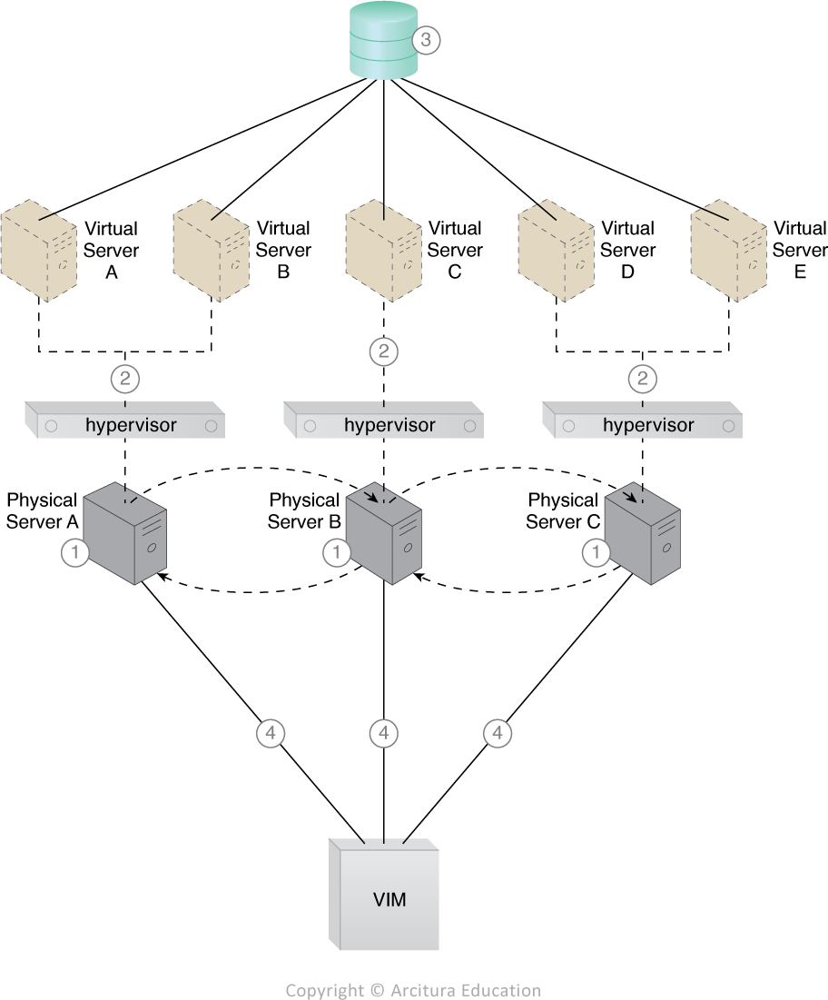 3
Virtual
Server
A
Virtual
Server
B
Virtual
Server
C
Virtual
Server
D
Virtual
Server
E
2
2
2
hypervisor
hypervisor
hypervisor
Physical
Server A
1
Physical
Server B
1
Physical
Server C
1
4
4
4
VIM
Copyright © Arcitura Education